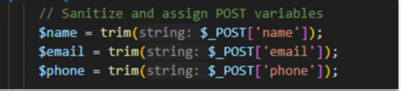 // Sanitize and assign POST variables
$name = trim(string: $_POST['name']);
$email = trim(string: $_POST['email']);
$phone = trim(string: $_POST['phone']);